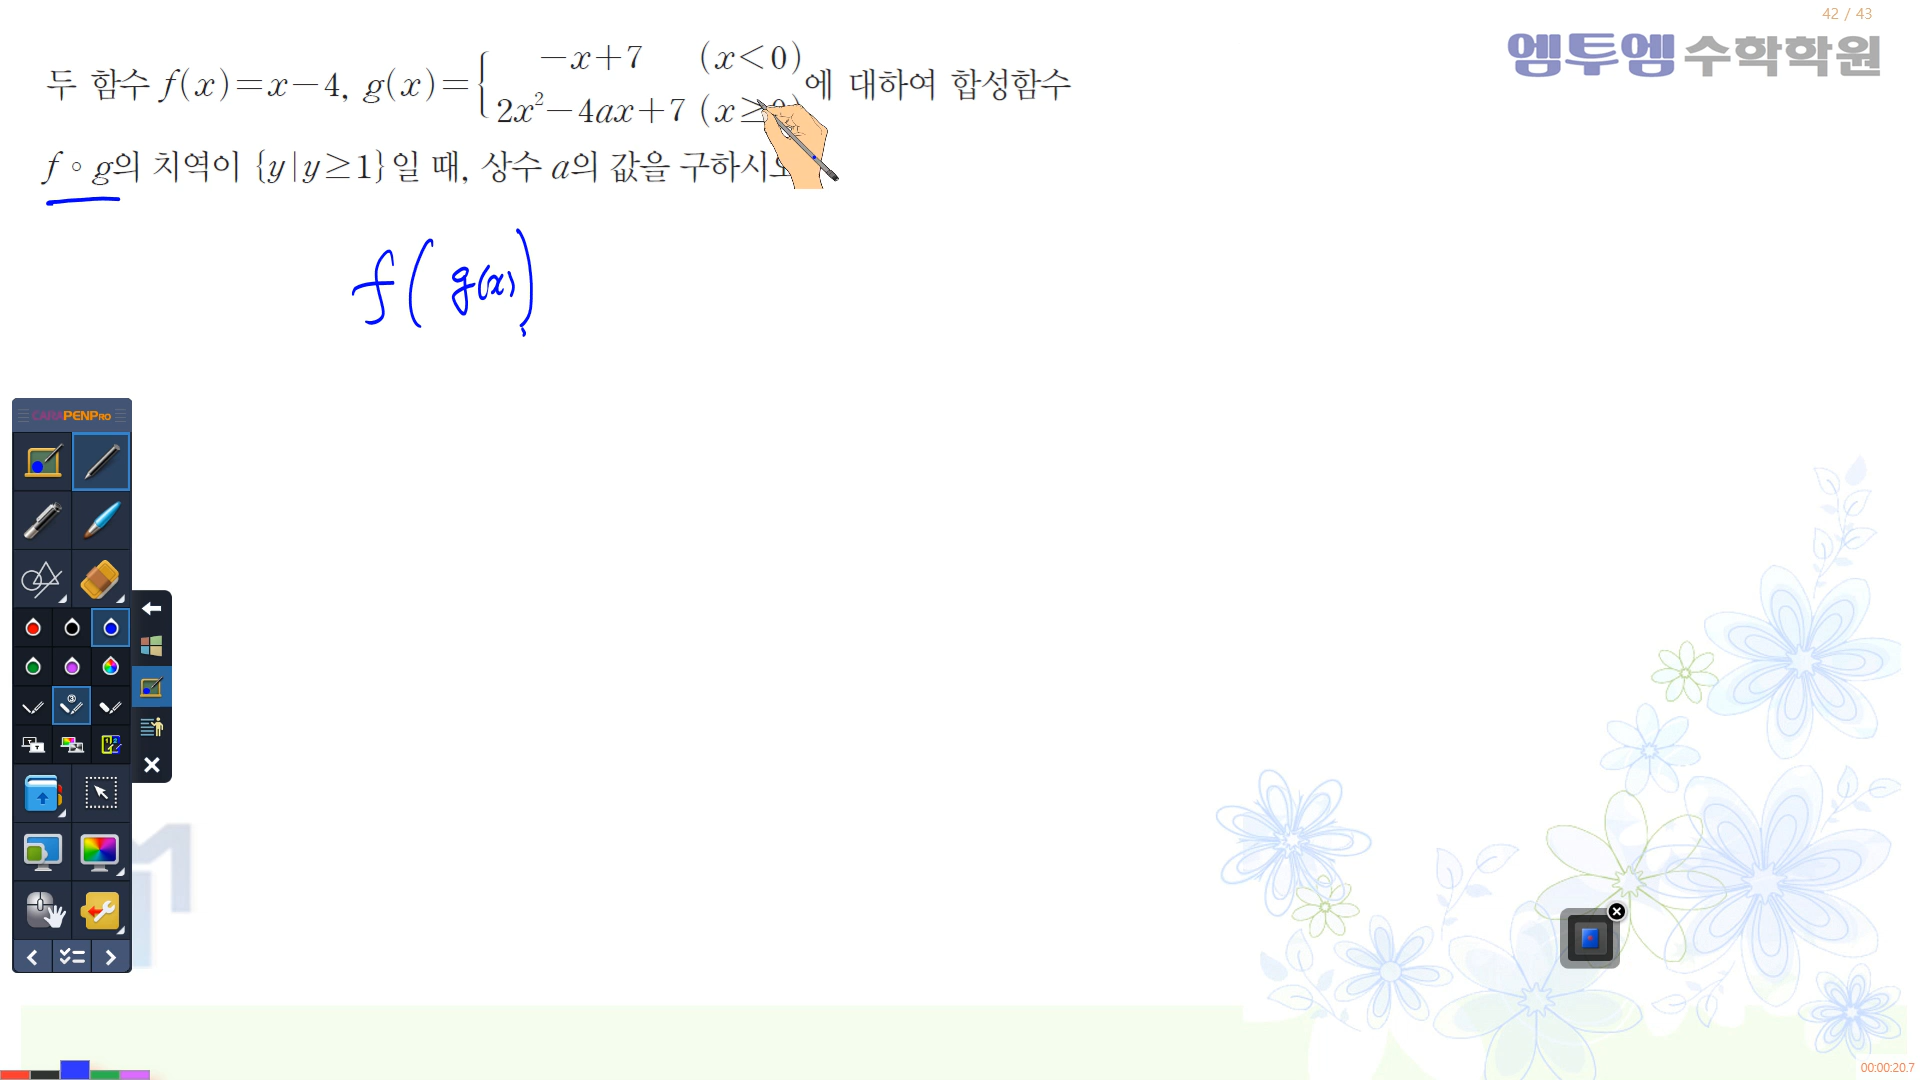 42 / 43
엠투엠 수학학원
두 함수 f(x)=x-4, g(x)={ -x+7 (x<0)
2x²-4ax+7 (x≥0) 에 대하여 합성함수
f∘g의 치역이 {y|y≥1}일 때, 상수 a의 값을 구하시오
f(g(x))
CARAPENPRO
00:00:20.7